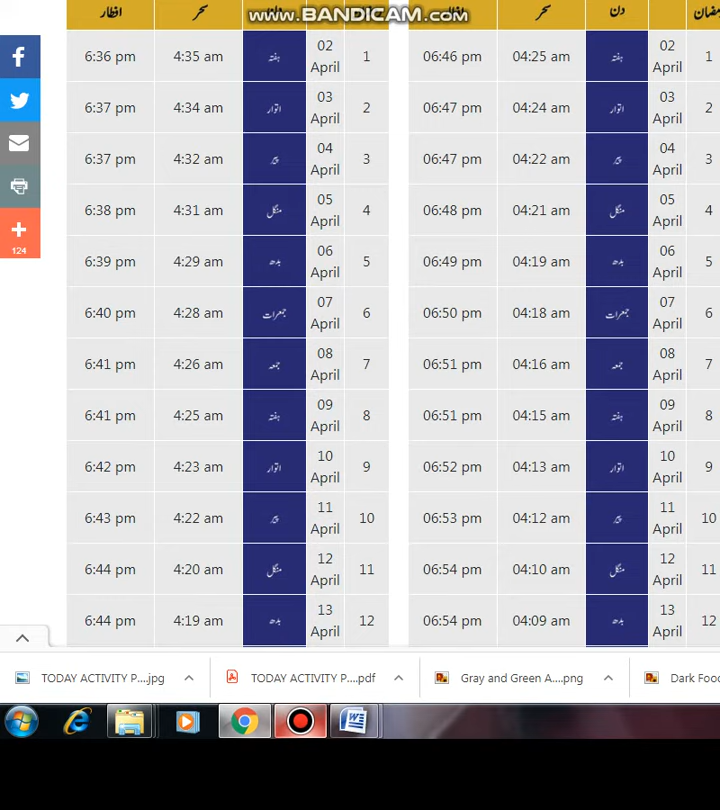 www.BANDICAM.com
افطار سحر دن سحر دن رمضان
6:36 pm 4:35 am ہفتہ 02 April 1 06:46 pm 04:25 am ہفتہ 02 April 1
6:37 pm 4:34 am اتوار 03 April 2 06:47 pm 04:24 am اتوار 03 April 2
6:37 pm 4:32 am پیر 04 April 3 06:47 pm 04:22 am پیر 04 April 3
6:38 pm 4:31 am منگل 05 April 4 06:48 pm 04:21 am منگل 05 April 4
6:39 pm 4:29 am بدھ 06 April 5 06:49 pm 04:19 am بدھ 06 April 5
6:40 pm 4:28 am جمعرات 07 April 6 06:50 pm 04:18 am جمعرات 07 April 6
6:41 pm 4:26 am جمعہ 08 April 7 06:51 pm 04:16 am جمعہ 08 April 7
6:41 pm 4:25 am ہفتہ 09 April 8 06:51 pm 04:15 am ہفتہ 09 April 8
6:42 pm 4:23 am اتوار 10 April 9 06:52 pm 04:13 am اتوار 10 April 9
6:43 pm 4:22 am پیر 11 April 10 06:53 pm 04:12 am پیر 11 April 10
6:44 pm 4:20 am منگل 12 April 11 06:54 pm 04:10 am منگل 12 April 11
6:44 pm 4:19 am بدھ 13 April 12 06:54 pm 04:09 am بدھ 13 April 12
124
TODAY ACTIVITY P....jpg TODAY ACTIVITY P....pdf Gray and Green A....png Dark Food